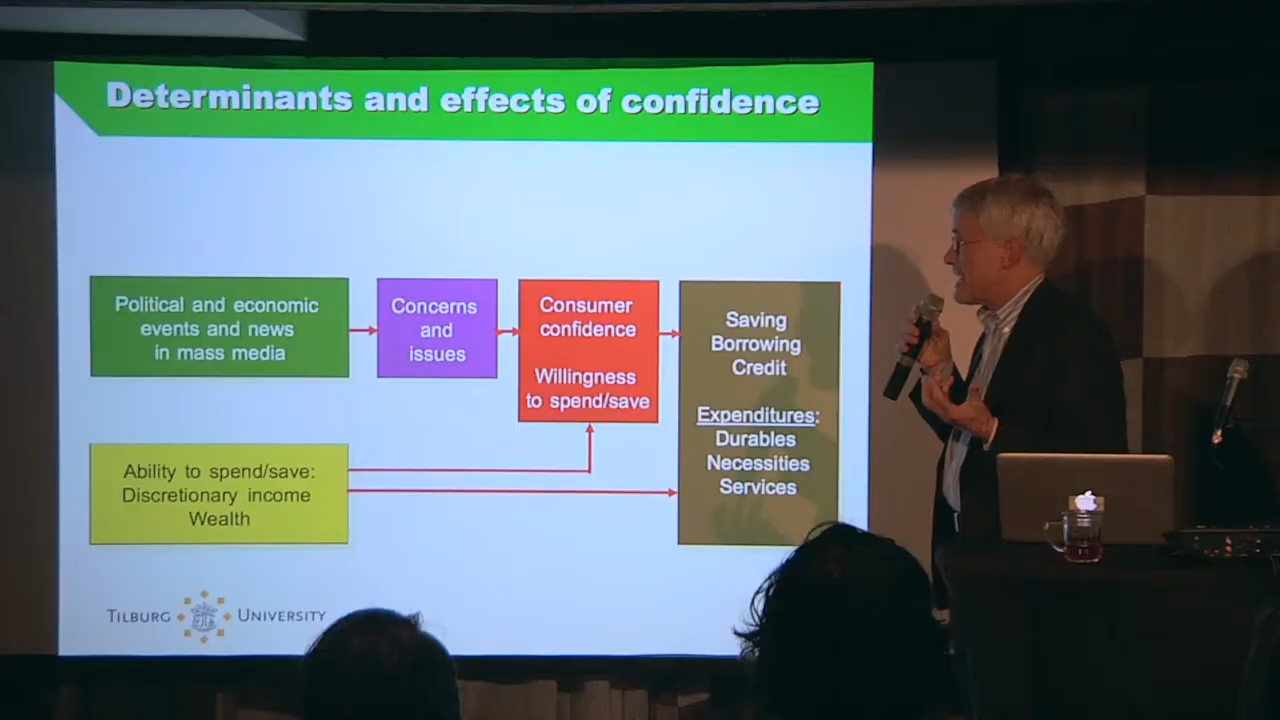 Determinants and effects of confidence
Political and economic
events and news
in mass media
Concerns
and
issues
Consumer
confidence
Willingness
to spend/save
Saving
Borrowing
Credit
Expenditures:
Durables
Necessities
Services
Ability to spend/save:
Discretionary income
Wealth
TILBURG UNIVERSITY